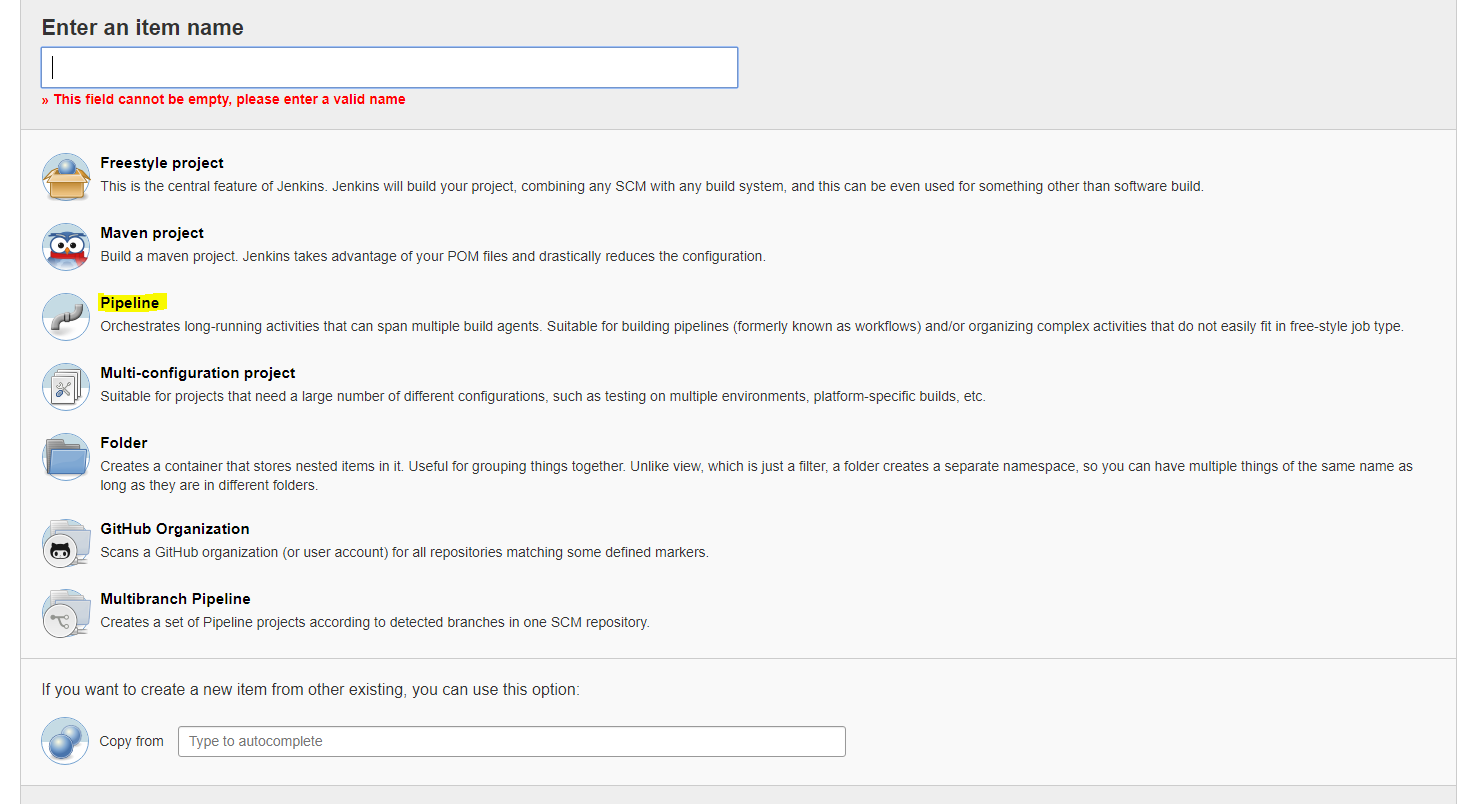 Enter an item name
» This field cannot be empty, please enter a valid name
Freestyle project
This is the central feature of Jenkins. Jenkins will build your project, combining any SCM with any build system, and this can be even used for something other than software build.
Maven project
Build a maven project. Jenkins takes advantage of your POM files and drastically reduces the configuration.
Pipeline
Orchestrates long-running activities that can span multiple build agents. Suitable for building pipelines (formerly known as workflows) and/or organizing complex activities that do not easily fit in free-style job type.
Multi-configuration project
Suitable for projects that need a large number of different configurations, such as testing on multiple environments, platform-specific builds, etc.
Folder
Creates a container that stores nested items in it. Useful for grouping things together. Unlike view, which is just a filter, a folder creates a separate namespace, so you can have multiple things of the same name as
long as they are in different folders.
GitHub Organization
Scans a GitHub organization (or user account) for all repositories matching some defined markers.
Multibranch Pipeline
Creates a set of Pipeline projects according to detected branches in one SCM repository.
If you want to create a new item from other existing, you can use this option:
Copy from Type to autocomplete